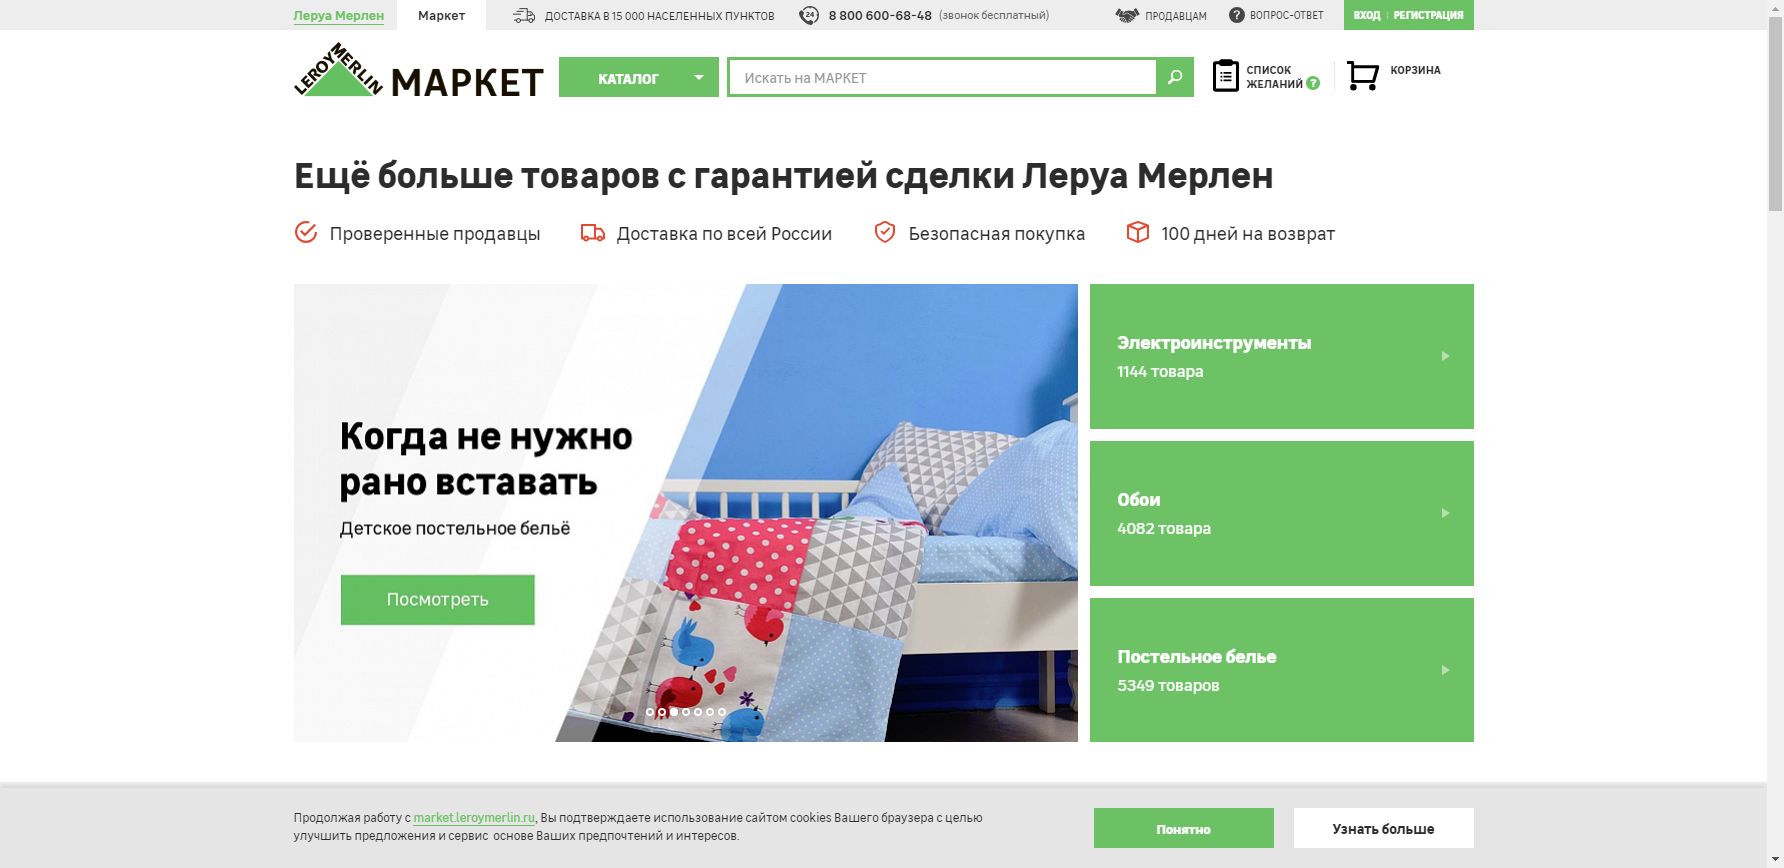 Леруа Мерлен
Маркет
ДОСТАВКА В 15 000 НАСЕЛЕННЫХ ПУНКТОВ
24
8 800 600-68-48 (звонок бесплатный)
ПРОДАВЦАМ
? ВОПРОС-ОТВЕТ
ВХОД РЕГИСТРАЦИЯ
LEROY MERLIN
МАРКЕТ
КАТАЛОГ
Искать на МАРКЕТ
СПИСОК
ЖЕЛАНИЙ ?
КОРЗИНА
Ещё больше товаров с гарантией сделки Леруа Мерлен
Проверенные продавцы
Доставка по всей России
Безопасная покупка
100 дней на возврат
Когда не нужно
рано вставать
Детское постельное бельё
Посмотреть
Электроинструменты
1144 товара
Обои
4082 товара
Постельное белье
5349 товаров
Продолжая работу с market.leroymerlin.ru, Вы подтверждаете использование сайтом cookies Вашего браузера с целью
улучшить предложения и сервис основе Ваших предпочтений и интересов.
Понятно
Узнать больше